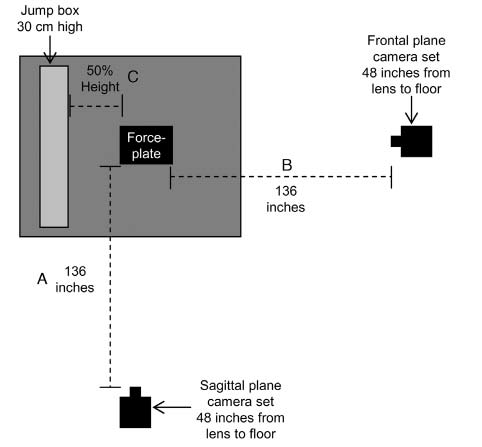 Jump box
30 cm high
50%
Height
C
Force-
plate
Frontal plane
camera set
48 inches from
lens to floor
B
136
inches
A
136
inches
Sagittal plane
camera set
48 inches from
lens to floor